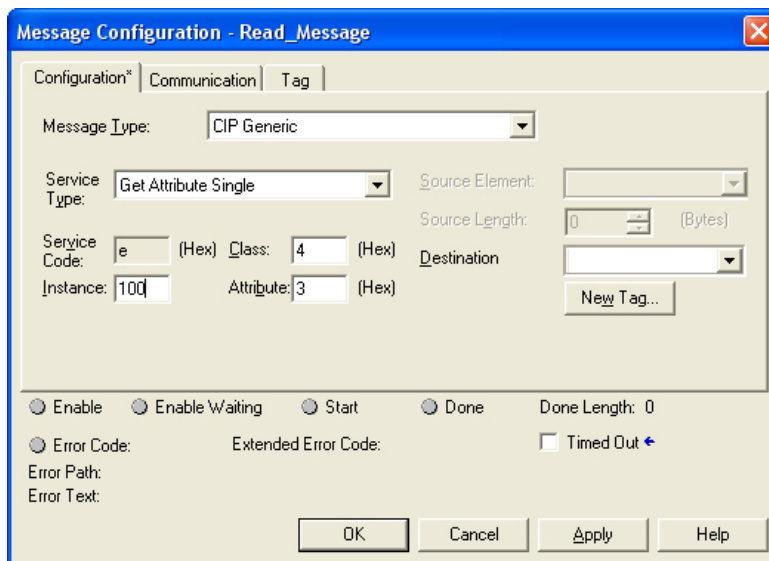 Message Configuration - Read_Message
Configuration* Communication Tag
Message Type: CIP Generic
Service Type: Get Attribute Single Source Element:
Source Length: 0 (Bytes)
Service Code: e (Hex) Class: 4 (Hex) Destination
Instance: 100 Attribute: 3 (Hex) New Tag...
Enable Enable Waiting Start Done Done Length: 0
Error Code: Extended Error Code: Timed Out ←
Error Path:
Error Text:
OK Cancel Apply Help